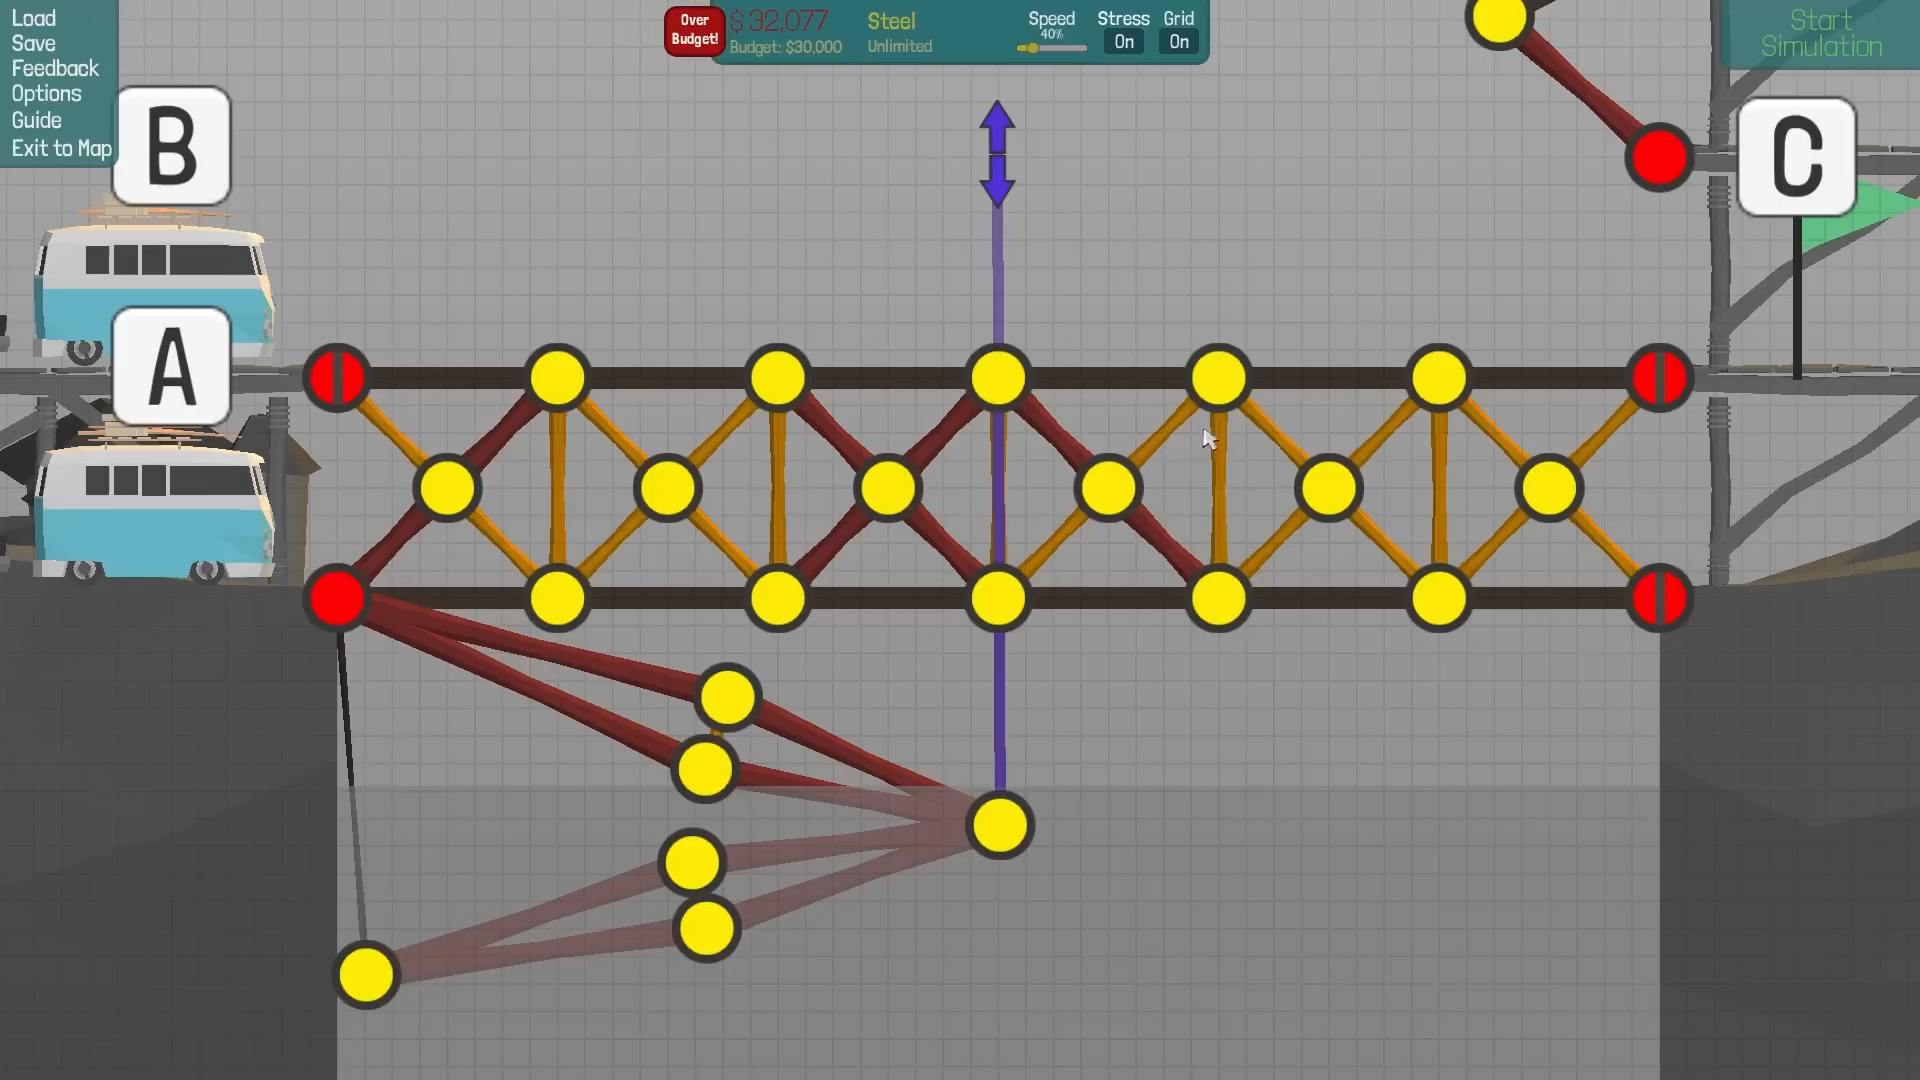 Load
Save
Feedback
Options
Guide
Exit to Map
Over
Budget!
$ 32,077
Budget: $30,000
Steel
Unlimited
Speed
40%
Stress
On
Grid
On
Start
Simulation
B
A
C